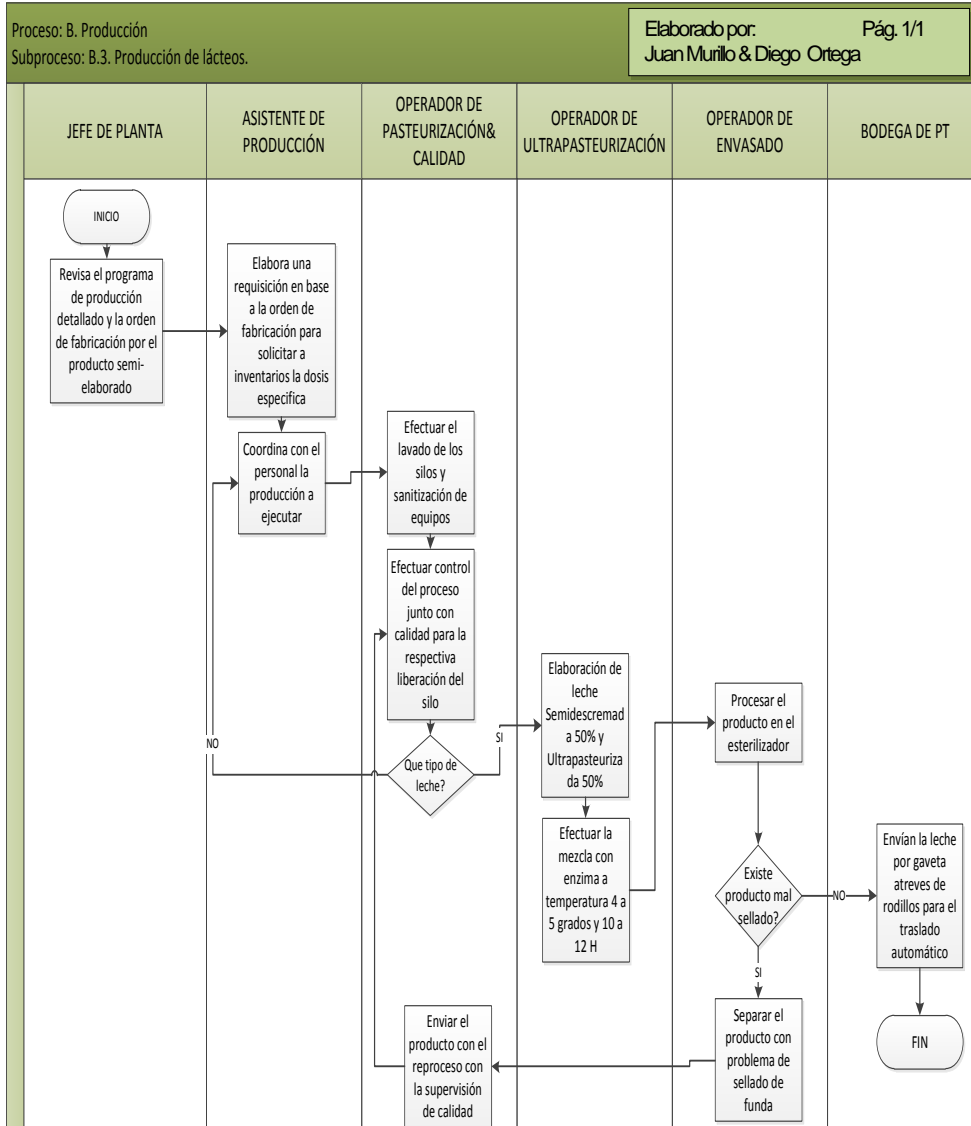 Proceso: B. Producción
Subproceso: B.3. Producción de lácteos.
Elaborado por: Pág. 1/1
Juan Murillo & Diego Ortega
JEFE DE PLANTA
ASISTENTE DE
PRODUCCIÓN
OPERADOR DE
PASTEURIZACIÓN&
CALIDAD
OPERADOR DE
ULTRAPASTEURIZACIÓN
OPERADOR DE
ENVASADO
BODEGA DE PT
INICIO
Revisa el programa
de producción
detallado y la orden
de fabricación por el
producto semi-
elaborado
Elabora una
requisición en base
a la orden de
fabricación para
solicitar a
inventarios la dosis
especifica
Coordina con el
personal la
producción a
ejecutar
Efectuar el
lavado de los
silos y
sanitización de
equipos
Efectuar control
del proceso
junto con
calidad para la
respectiva
liberación del
silo
Que tipo de
leche?
NO
SI
Elaboración de
leche
Semidescremad
a 50% y
Ultrapasteuriza
da 50%
Efectuar la
mezcla con
enzima a
temperatura 4 a
5 grados y 10 a
12 H
Procesar el
producto en el
esterilizador
Existe
producto mal
sellado?
NO
SI
Envían la leche
por gaveta
atreves de
rodillos para el
traslado
automático
FIN
Separar el
producto con
problema de
sellado de
funda
Enviar el
producto con el
reproceso con
la supervisión
de calidad